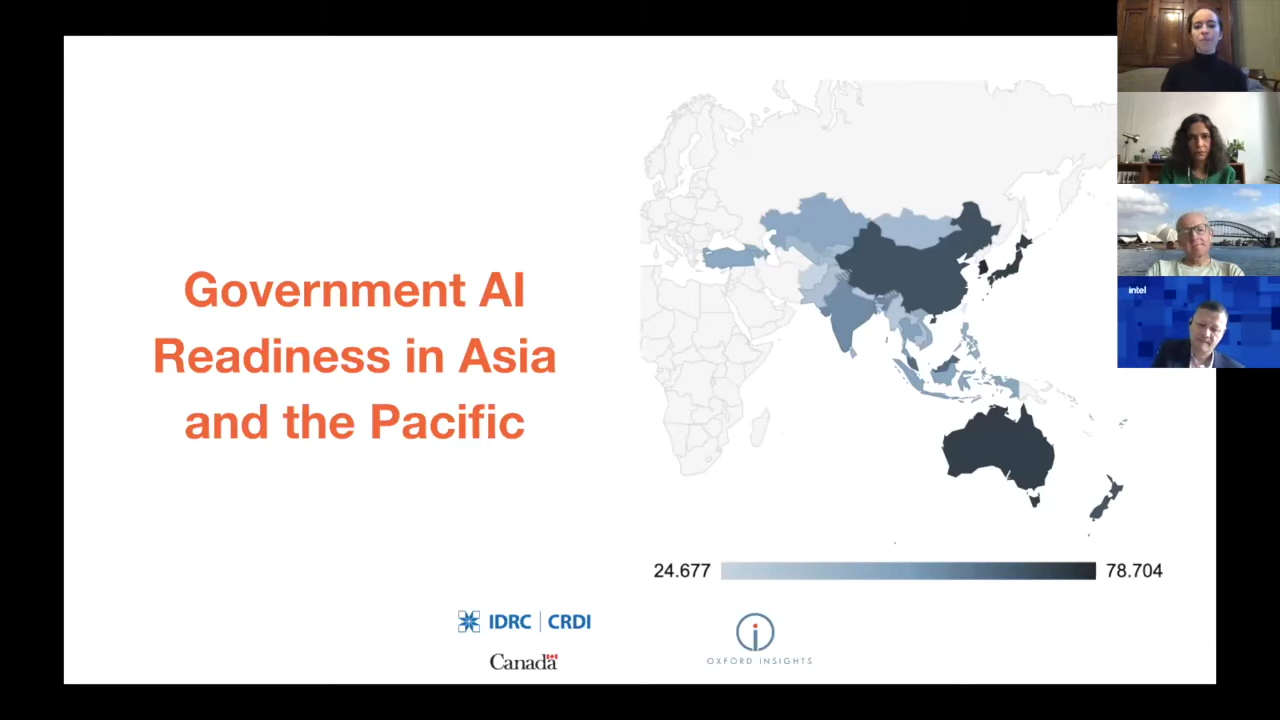 intel
Government AI
Readiness in Asia
and the Pacific
24.677
78.704
IDRC | CRDI
Canada
OXFORD INSIGHTS